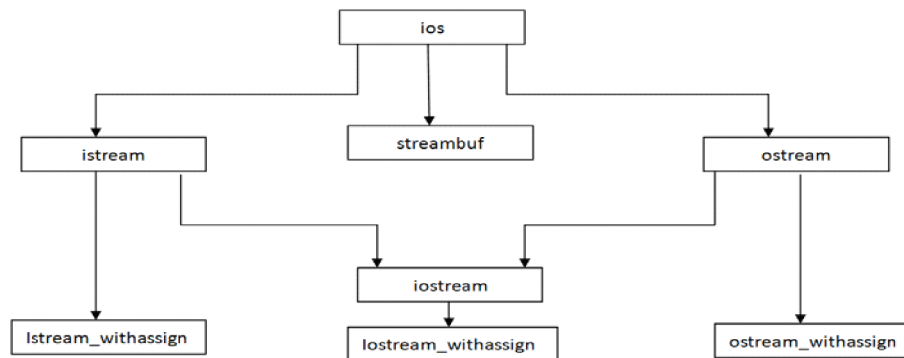 ios
istream
streambuf
ostream
iostream
Istream_withassign
Iostream_withassign
ostream_withassign